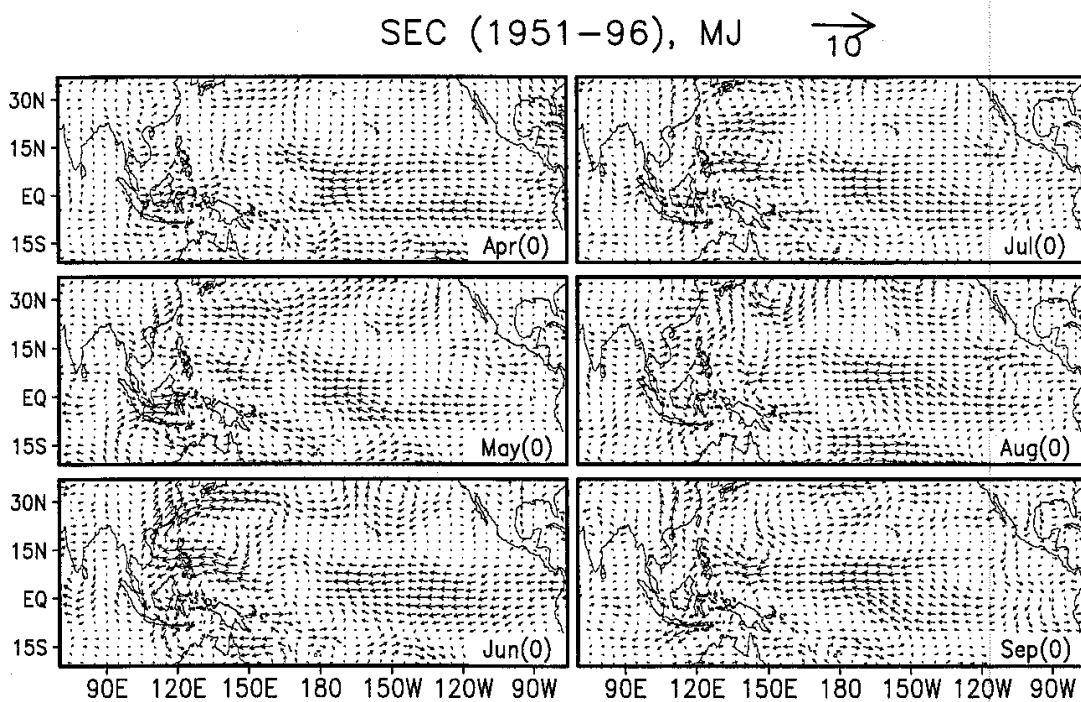 SEC (1951–96), MJ
10
30N
15N
EQ
15S
Apr(0)
Jul(0)
30N
15N
EQ
15S
May(0)
Aug(0)
30N
15N
EQ
15S
Jun(0)
Sep(0)
90E 120E 150E 180 150W 120W 90W
90E 120E 150E 180 150W 120W 90W